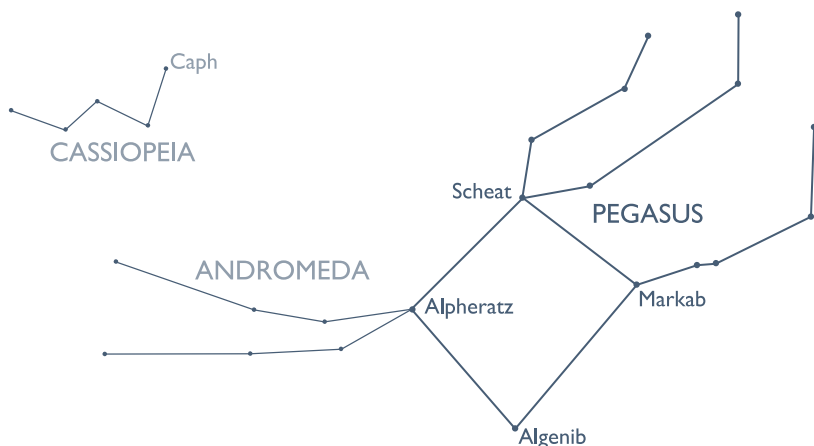 Caph
CASSIOPEIA
Scheat
PEGASUS
ANDROMEDA
Alpheratz
Markab
Algenib